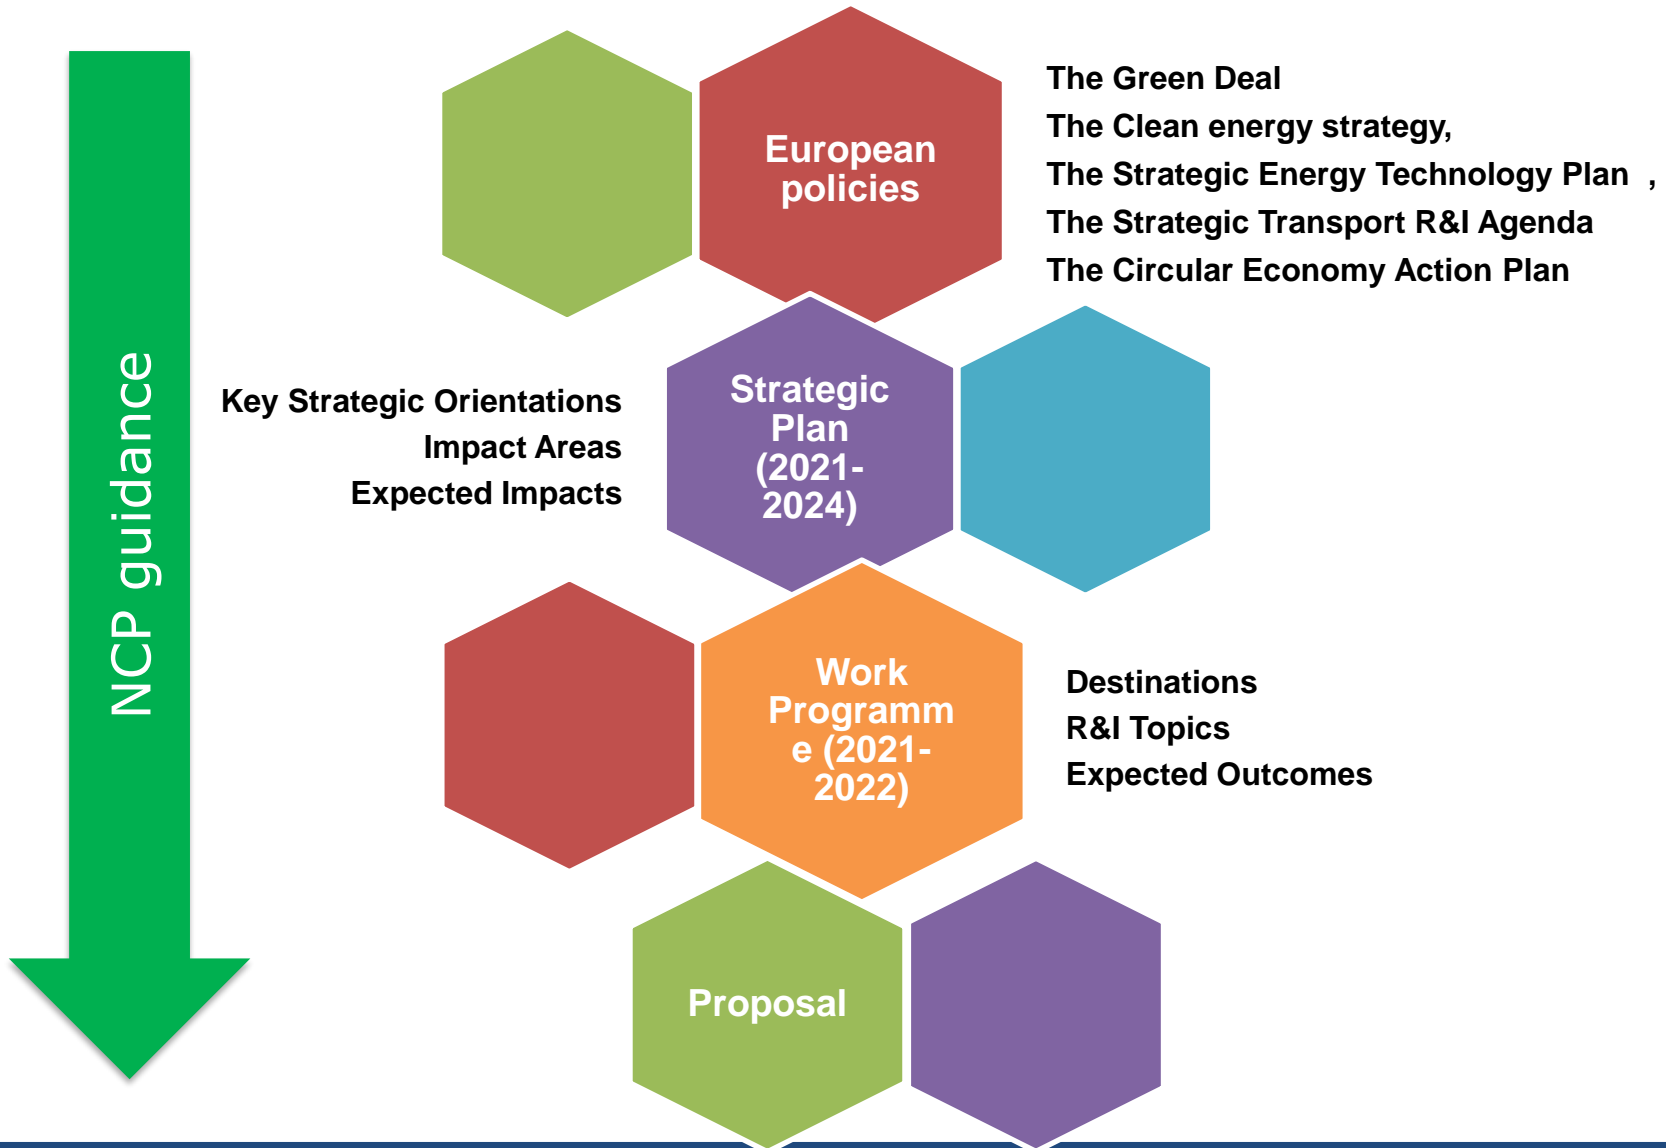 NCP guidance
European
policies
The Green Deal
The Clean energy strategy,
The Strategic Energy Technology Plan ,
The Strategic Transport R&I Agenda
The Circular Economy Action Plan
Key Strategic Orientations
Impact Areas
Expected Impacts
Strategic
Plan
(2021-
2024)
Work
Programm
e (2021-
2022)
Destinations
R&I Topics
Expected Outcomes
Proposal